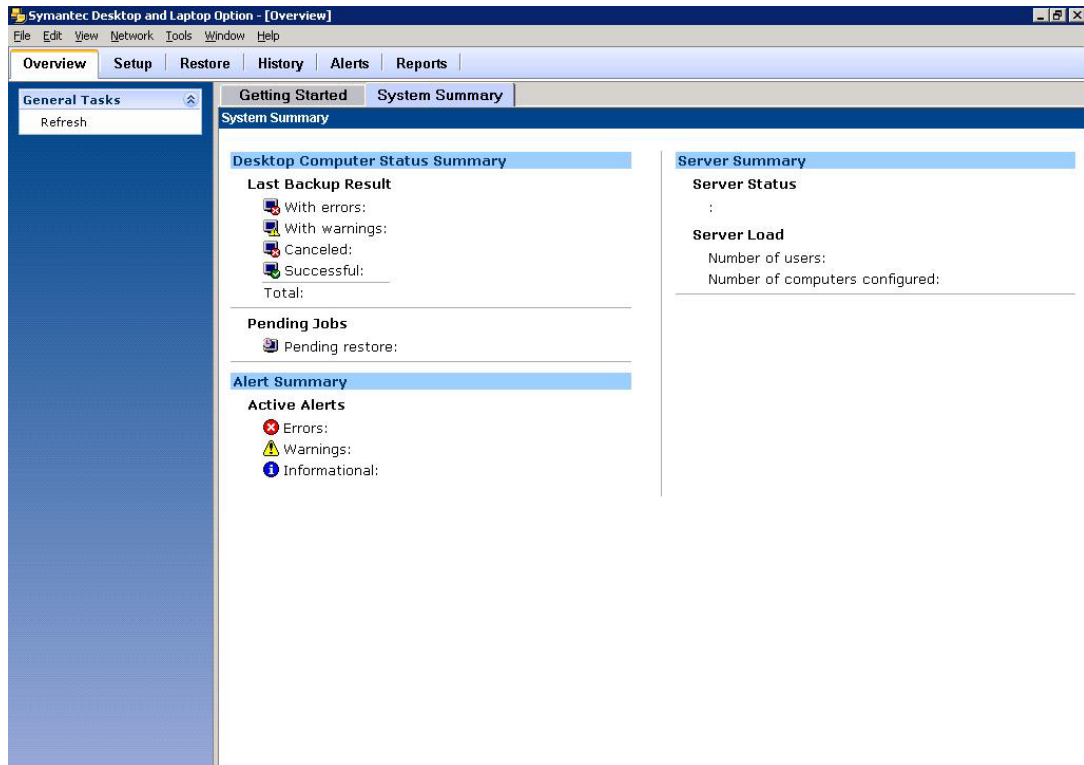 Symantec Desktop and Laptop Option - [Overview]
File Edit View Network Tools Window Help
Overview Setup Restore History Alerts Reports
General Tasks
Refresh
Getting Started System Summary
System Summary
Desktop Computer Status Summary
Last Backup Result
With errors:
With warnings:
Canceled:
Successful:
Total:
Pending Jobs
Pending restore:
Alert Summary
Active Alerts
Errors:
Warnings:
Informational:
Server Summary
Server Status
:
Server Load
Number of users:
Number of computers configured: